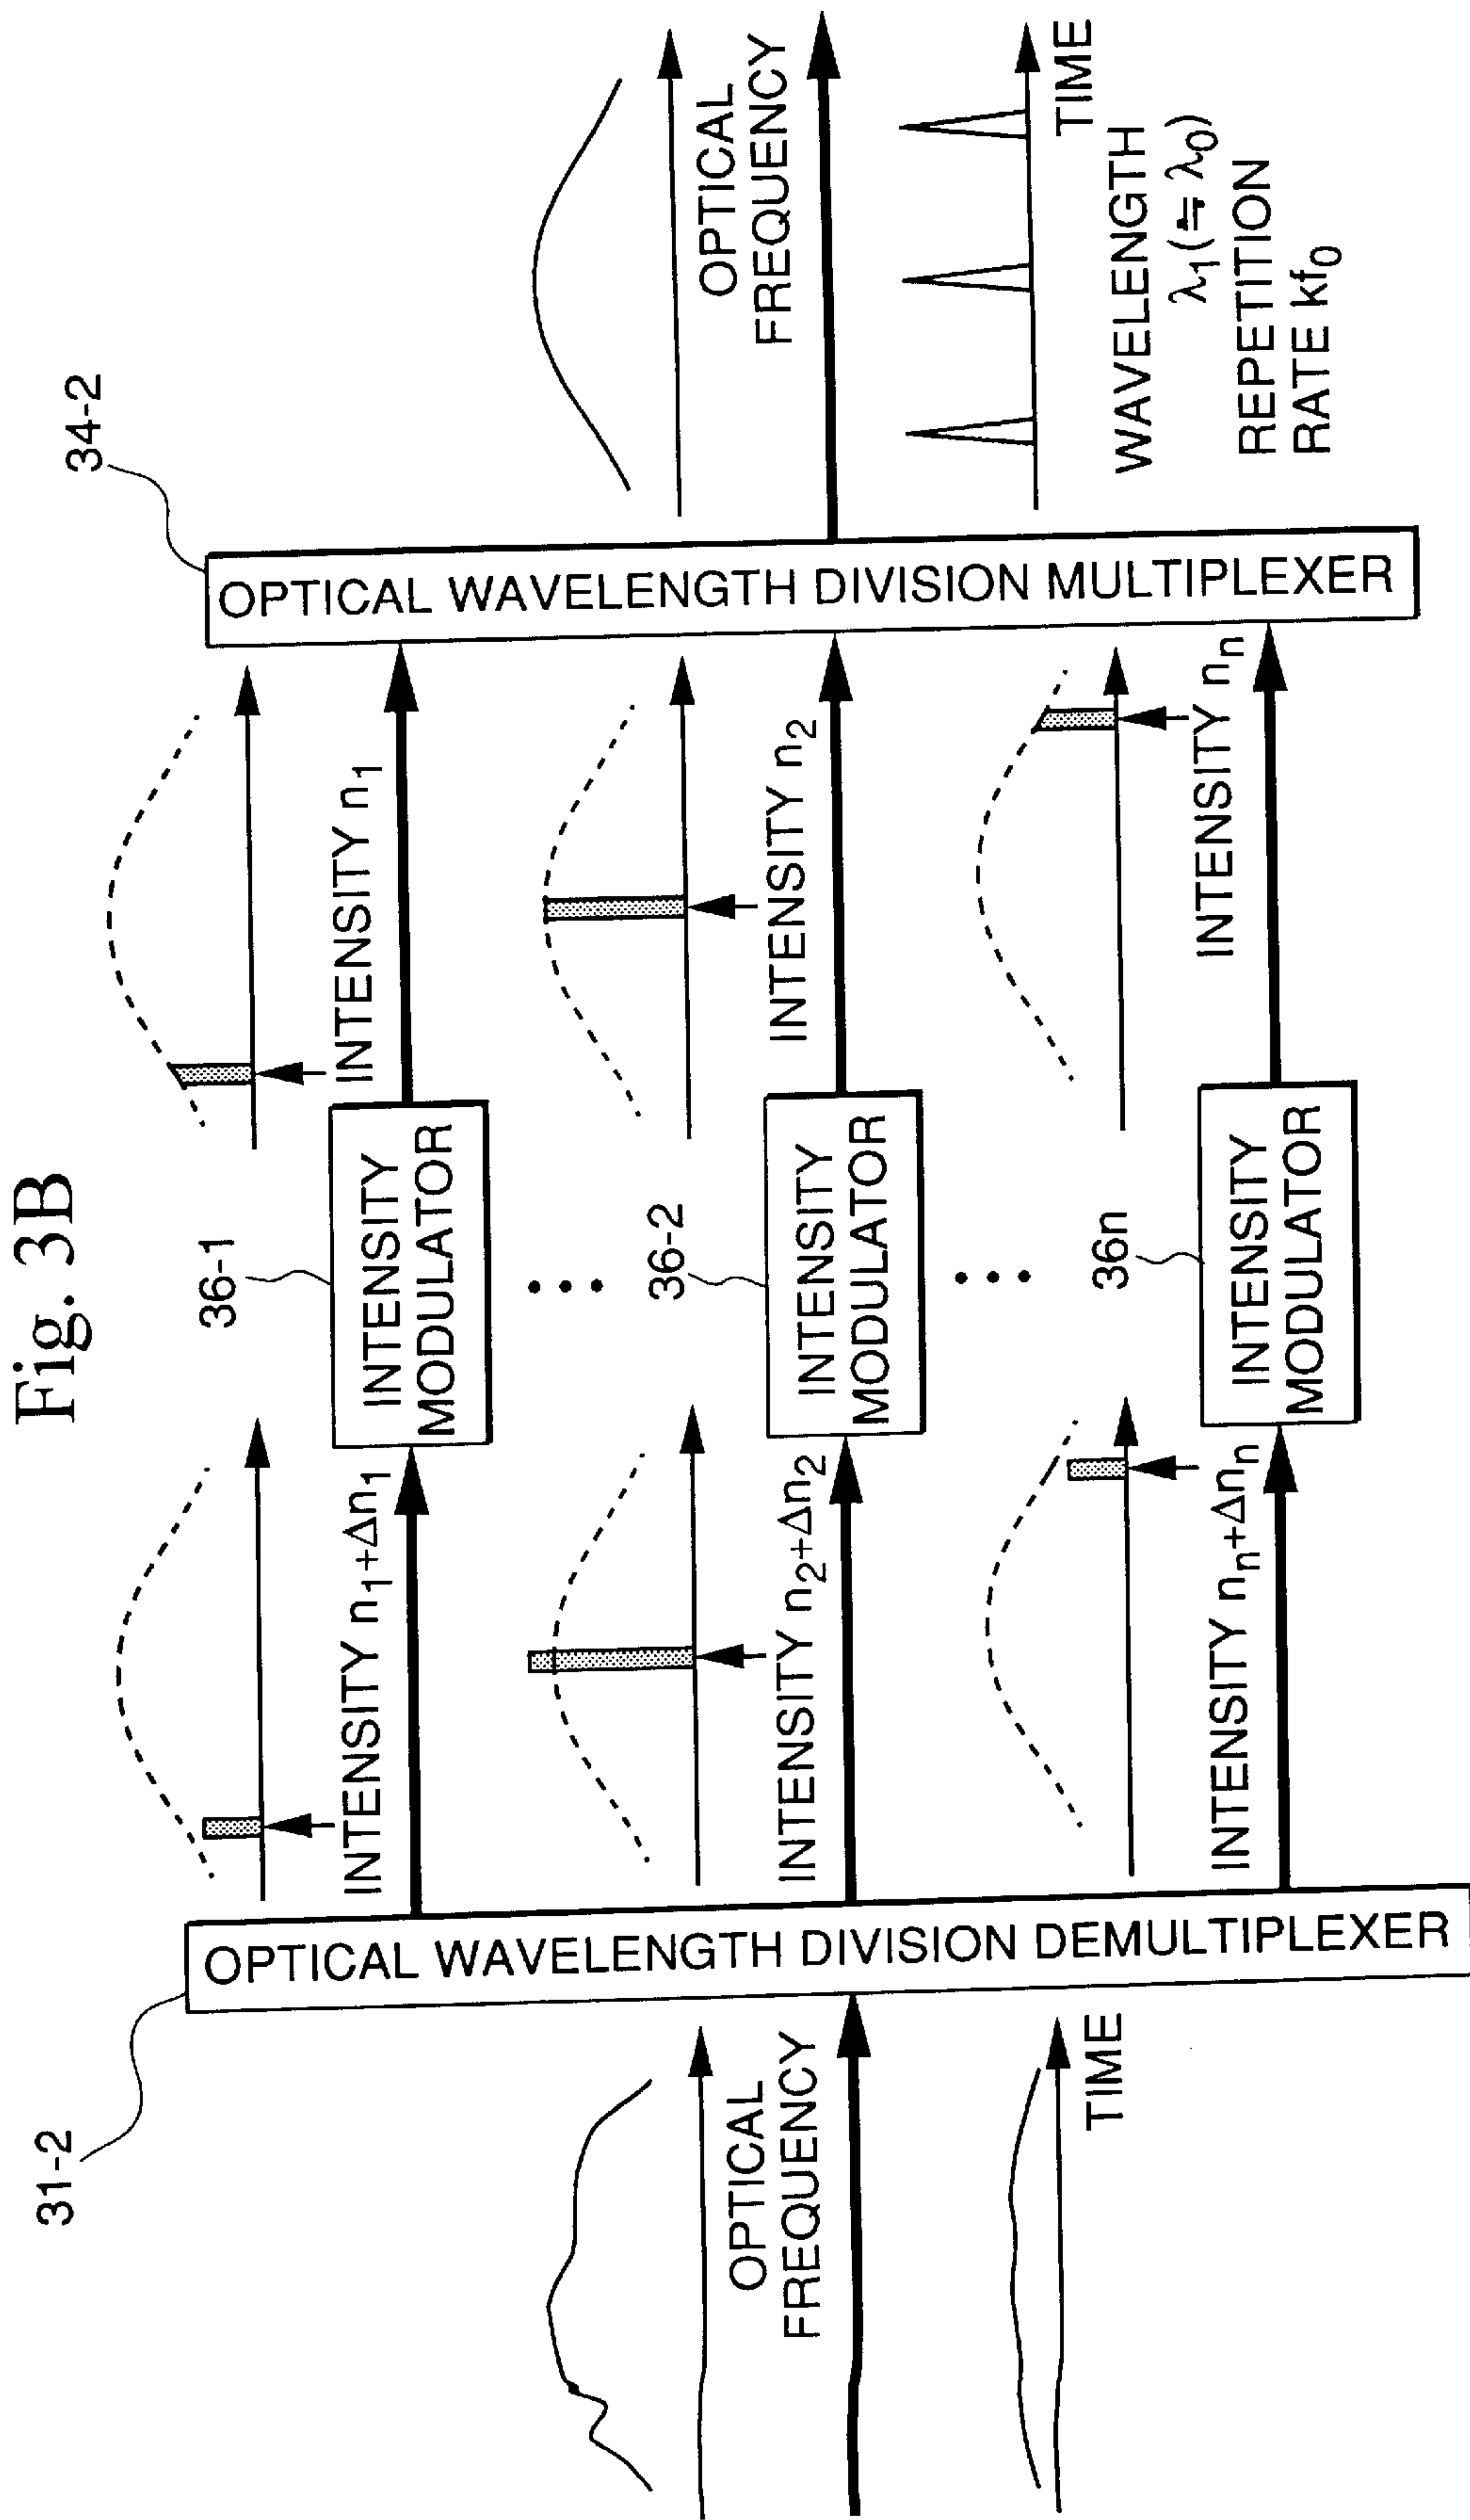 Fig. 3B
31-2
OPTICAL
FREQUENCY
TIME
OPTICAL WAVELENGTH DIVISION DEMULTIPLEXER
INTENSITY n1+Δn1
INTENSITY n2+Δn2
INTENSITY nn+Δnn
36-1
INTENSITY
MODULATOR
36-2
INTENSITY
MODULATOR
36n
INTENSITY
MODULATOR
INTENSITY n1
INTENSITY n2
INTENSITY nn
34-2
OPTICAL WAVELENGTH DIVISION MULTIPLEXER
OPTICAL
FREQUENCY
TIME
WAVELENGTH
λ1(≒λ0)
REPETITION
RATE kf0